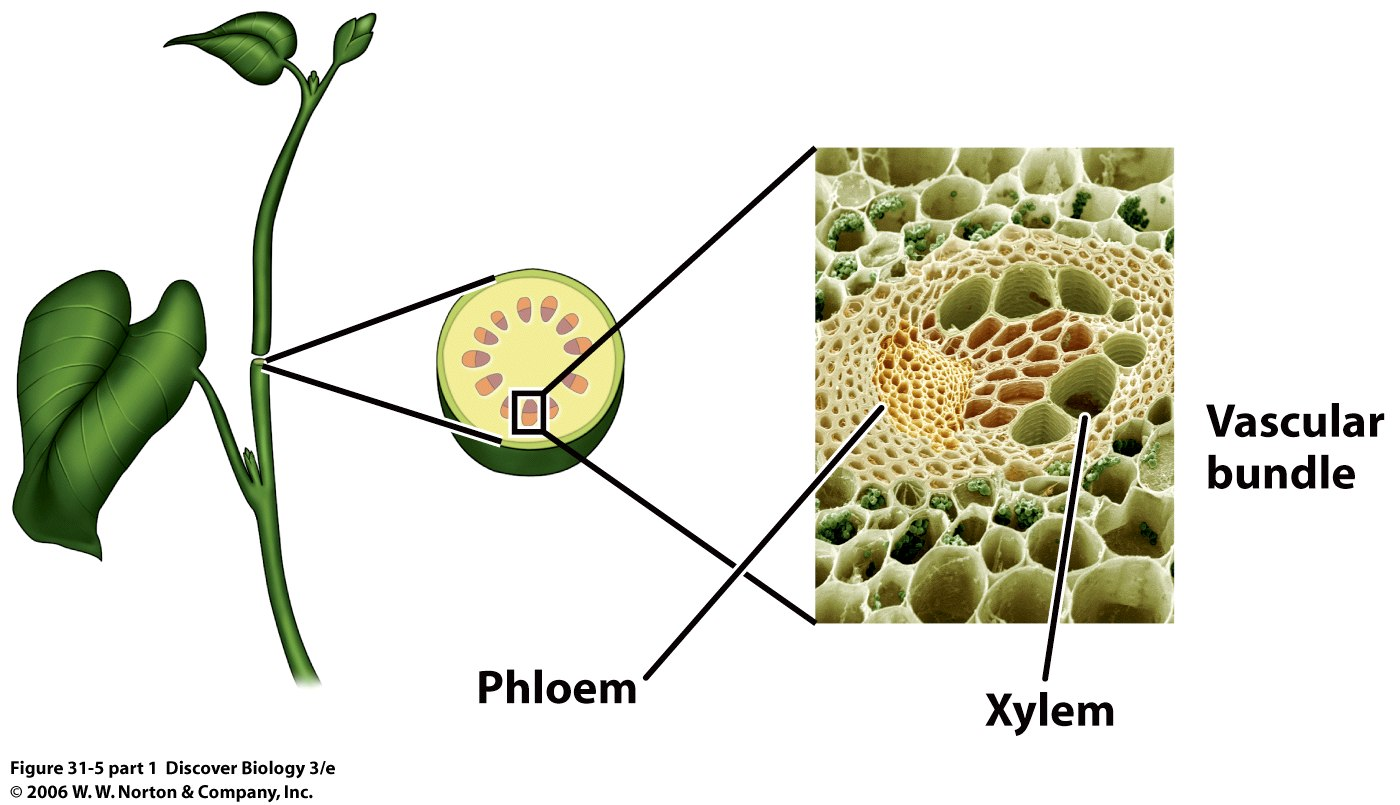 Vascular
bundle
Phloem
Xylem
Figure 31-5 part 1 Discover Biology 3/e
© 2006 W. W. Norton & Company, Inc.